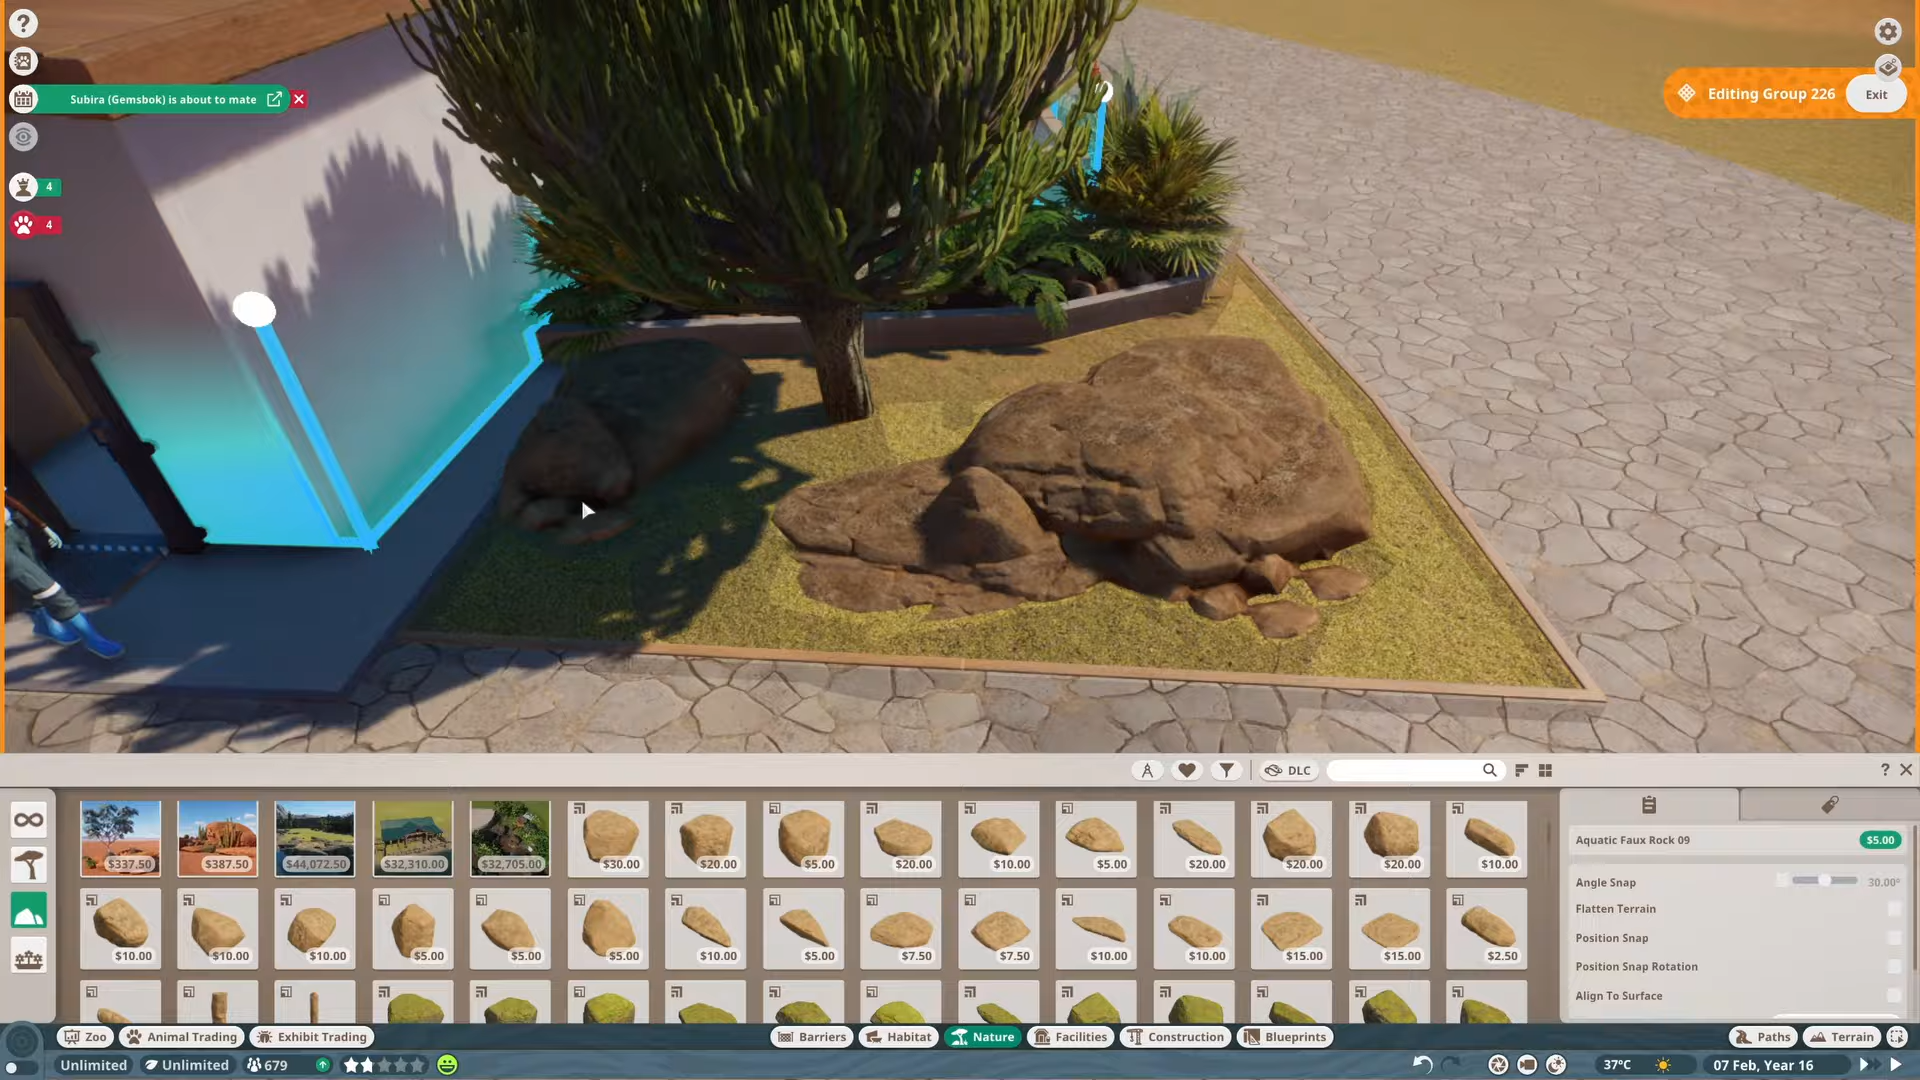 ?
Subira (Gemsbok) is about to mate
4
4
Editing Group 226
Exit
DLC
?
$337.50
$387.50
$44,072.50
$32,310.00
$32,705.00
$30.00
$20.00
$5.00
$20.00
$10.00
$5.00
$20.00
$20.00
$20.00
$10.00
$10.00
$10.00
$10.00
$5.00
$5.00
$5.00
$10.00
$5.00
$7.50
$7.50
$10.00
$10.00
$15.00
$15.00
$2.50
Aquatic Faux Rock 09
$5.00
Angle Snap
30.00°
Flatten Terrain
Position Snap
Position Snap Rotation
Align To Surface
Zoo
Animal Trading
Exhibit Trading
Barriers
Habitat
Nature
Facilities
Construction
Blueprints
Paths
Terrain
Unlimited
Unlimited
679
37°C
07 Feb, Year 16